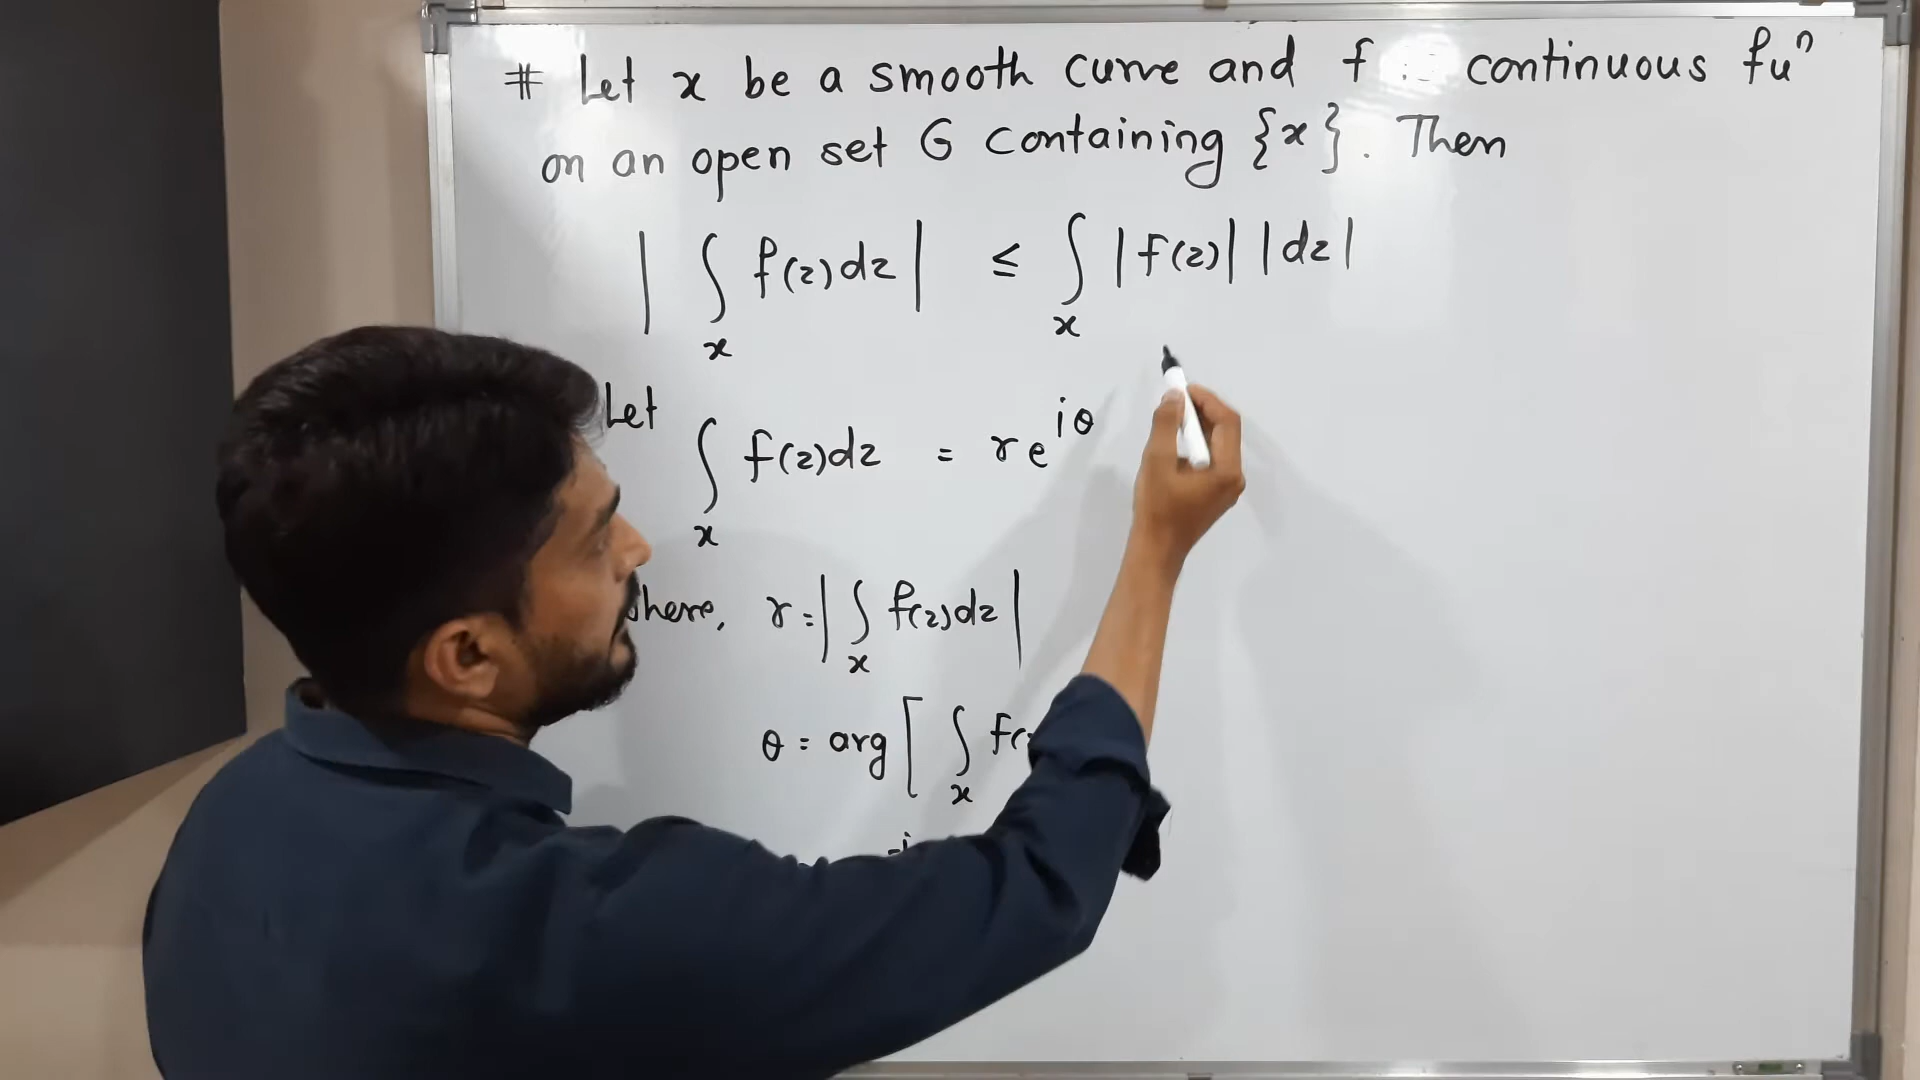 # Let x be a smooth curve and f continuous fuⁿ
on an open set G containing {x}. Then
| ∫ₓ f(z)dz | ≤ ∫ₓ |f(z)| |dz|
Let
∫ₓ f(z)dz = re^{iθ}
r = | ∫ₓ f(z)dz |
θ = arg [ ∫ₓ